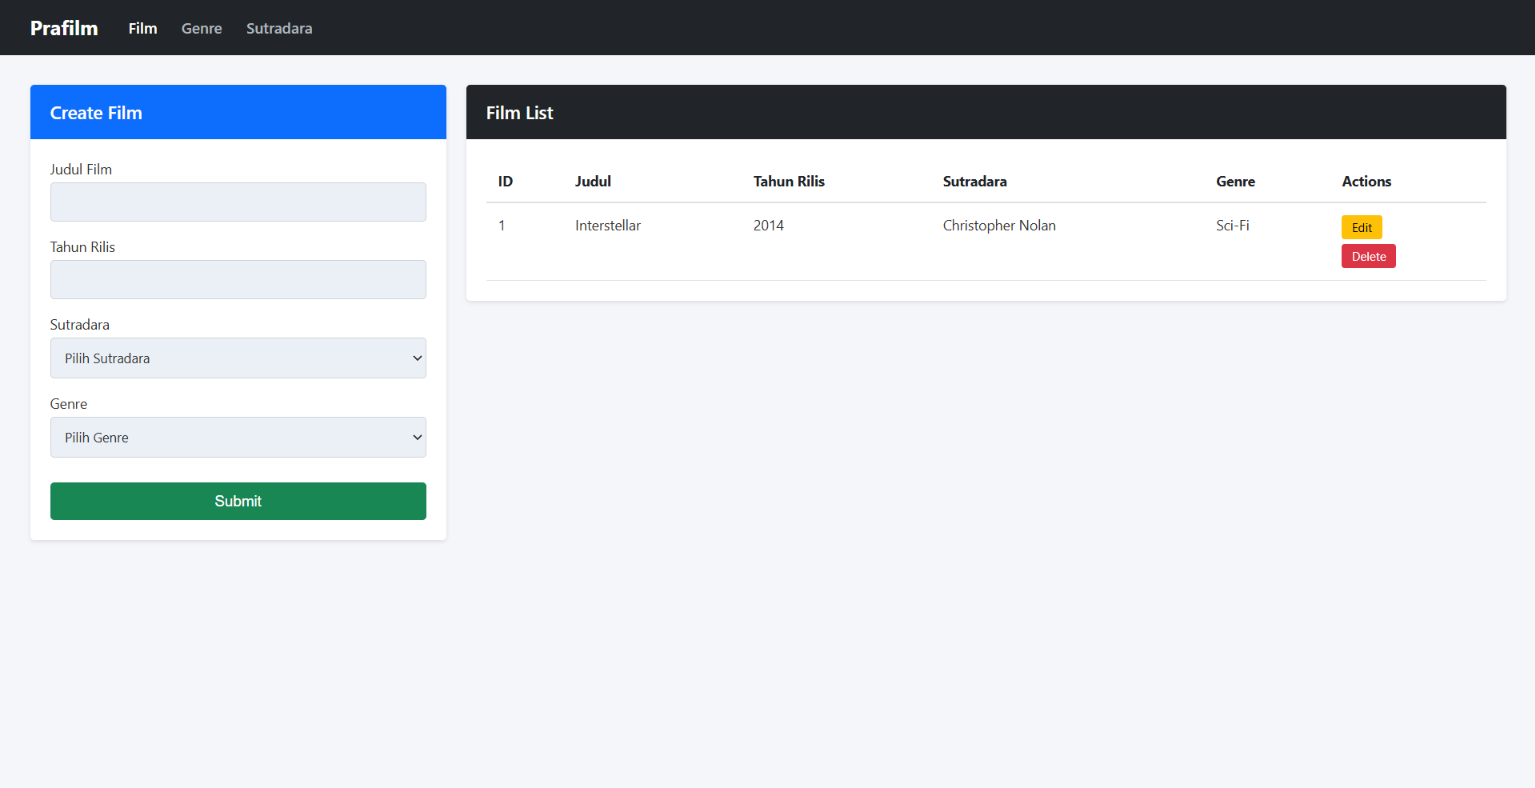 Prafilm Film Genre Sutradara
Create Film
Judul Film
Tahun Rilis
Sutradara
Pilih Sutradara
Genre
Pilih Genre
Submit
Film List
ID Judul Tahun Rilis Sutradara Genre Actions
1 Interstellar 2014 Christopher Nolan Sci-Fi Edit
Delete